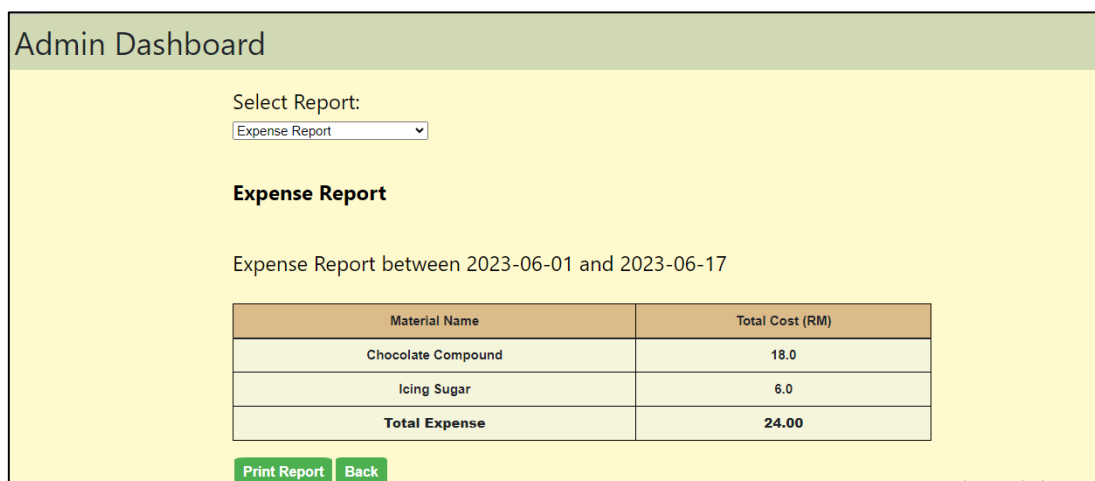 Admin Dashboard
Select Report:
Expense Report
Expense Report
Expense Report between 2023-06-01 and 2023-06-17
Material Name Total Cost (RM)
Chocolate Compound 18.0
Icing Sugar 6.0
Total Expense 24.00
Print Report Back